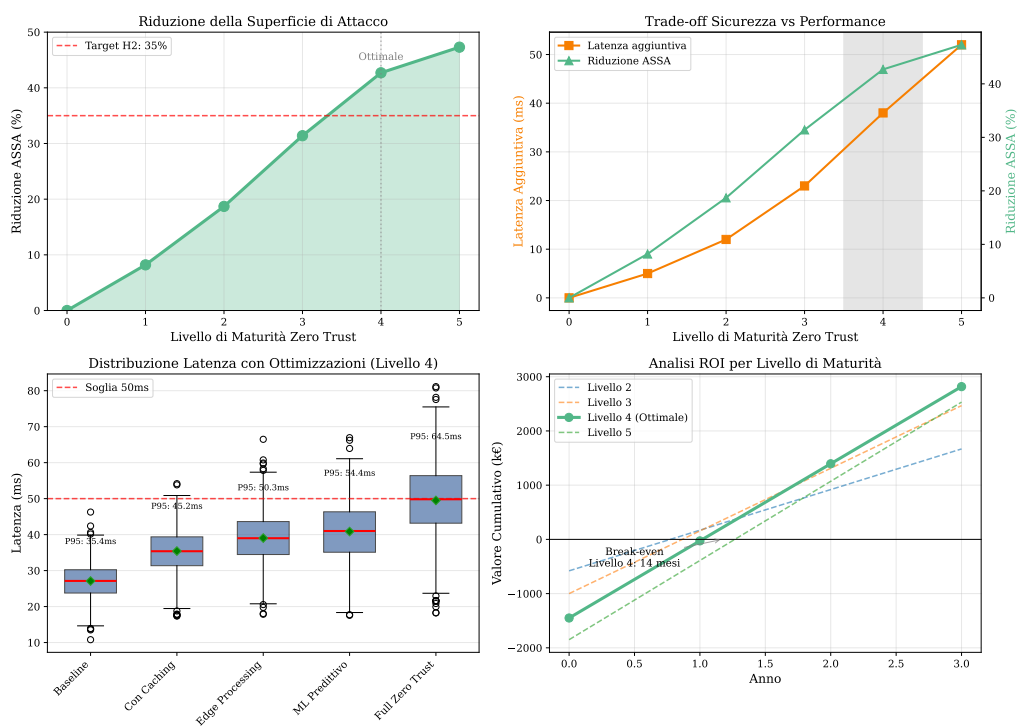 Riduzione della Superficie di Attacco
Target H2: 35%
Ottimale
Riduzione ASSA (%)
50
40
30
20
10
0
0 1 2 3 4 5
Livello di Maturità Zero Trust
Trade-off Sicurezza vs Performance
Latenza aggiuntiva
Riduzione ASSA
Latenza Aggiuntiva (ms)
50
40
30
20
10
0
40
30
20
10
0
Riduzione ASSA (%)
0 1 2 3 4 5
Livello di Maturità Zero Trust
Distribuzione Latenza con Ottimizzazioni (Livello 4)
Soglia 50ms
Latenza (ms)
80
70
60
50
40
30
20
10
P95: 35.4ms
P95: 45.2ms
P95: 50.3ms
P95: 54.4ms
P95: 64.5ms
Baseline
Con Caching
Edge Processing
ML Predittivo
Full Zero Trust
Analisi ROI per Livello di Maturità
Livello 2
Livello 3
Livello 4 (Ottimale)
Livello 5
Valore Cumulativo (k€)
3000
2000
1000
0
−1000
−2000
Break-even
Livello 4: 14 mesi
0.0 0.5 1.0 1.5 2.0 2.5 3.0
Anno